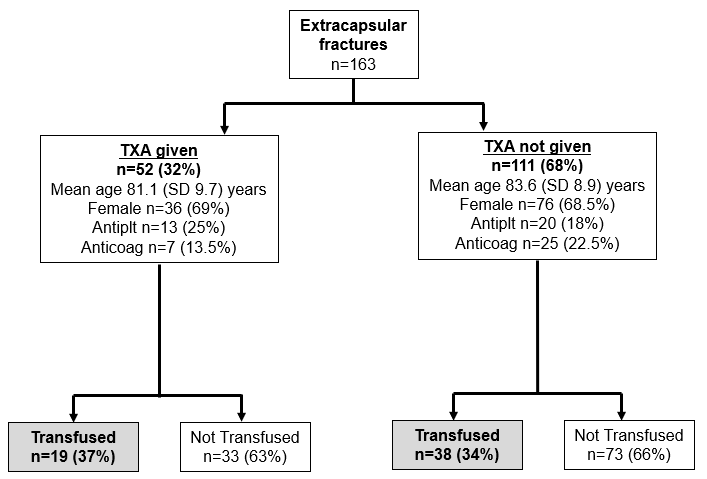 Extracapsular
fractures
n=163
TXA given
n=52 (32%)
Mean age 81.1 (SD 9.7) years
Female n=36 (69%)
Antiplt n=13 (25%)
Anticoag n=7 (13.5%)
TXA not given
n=111 (68%)
Mean age 83.6 (SD 8.9) years
Female n=76 (68.5%)
Antiplt n=20 (18%)
Anticoag n=25 (22.5%)
Transfused
n=19 (37%)
Not Transfused
n=33 (63%)
Transfused
n=38 (34%)
Not Transfused
n=73 (66%)